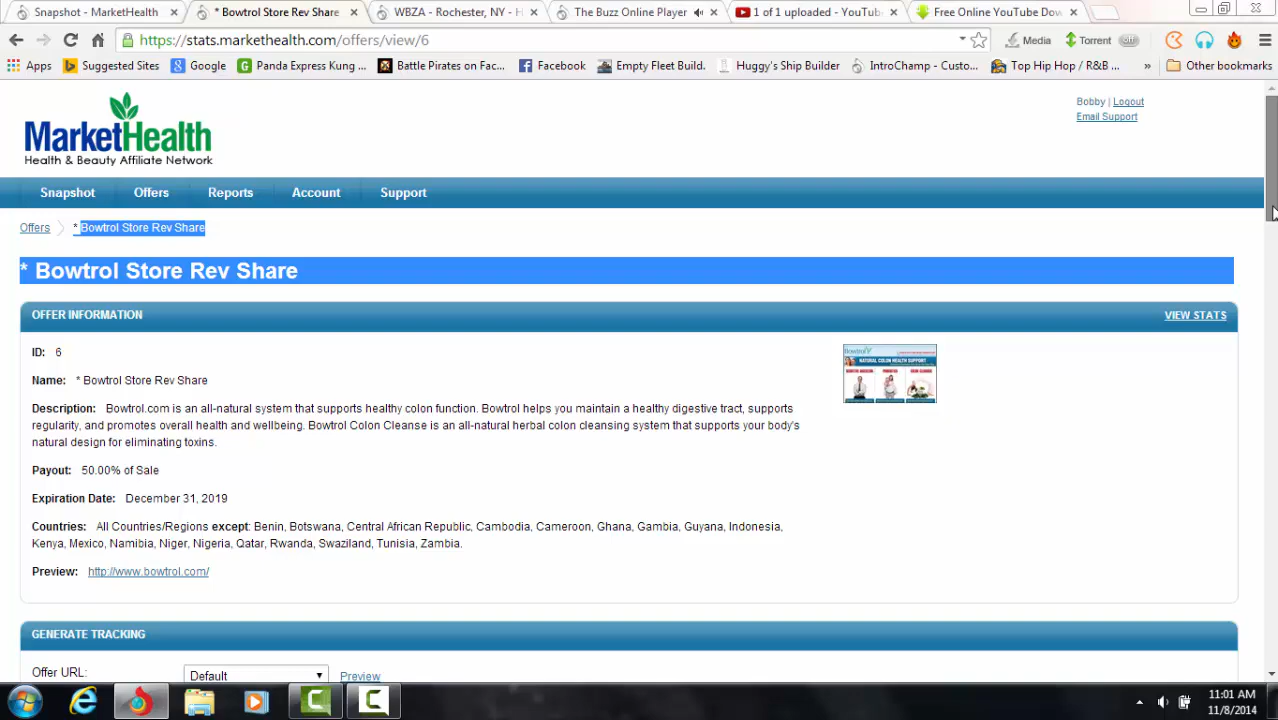 Snapshot - MarketHealth
* Bowtrol Store Rev Share
WBZA - Rochester, NY - H
The Buzz Online Player
1 of 1 uploaded - YouTube
Free Online YouTube Dow
https://stats.markethealth.com/offers/view/6
Media
Torrent
off
Apps
Suggested Sites
Google
Panda Express Kung ...
Battle Pirates on Fac...
Facebook
Empty Fleet Build.
Huggy's Ship Builder
IntroChamp - Custo...
Top Hip Hop / R&B ...
»
Other bookmarks
MarketHealth
Health & Beauty Affiliate Network
Bobby | Logout
Email Support
Snapshot Offers Reports Account Support
Offers * Bowtrol Store Rev Share
* Bowtrol Store Rev Share
OFFER INFORMATION VIEW STATS
ID: 6
Name: * Bowtrol Store Rev Share
Description: Bowtrol.com is an all-natural system that supports healthy colon function. Bowtrol helps you maintain a healthy digestive tract, supports
regularity, and promotes overall health and wellbeing. Bowtrol Colon Cleanse is an all-natural herbal colon cleansing system that supports your body's
natural design for eliminating toxins.
Payout: 50.00% of Sale
Expiration Date: December 31, 2019
Countries: All Countries/Regions except: Benin, Botswana, Central African Republic, Cambodia, Cameroon, Ghana, Gambia, Guyana, Indonesia,
Kenya, Mexico, Namibia, Niger, Nigeria, Qatar, Rwanda, Swaziland, Tunisia, Zambia.
Preview: http://www.bowtrol.com/
Bowtrol
NATURAL COLON HEALTH SUPPORT
GENERATE TRACKING
Offer URL: Default Preview
11:01 AM
11/8/2014